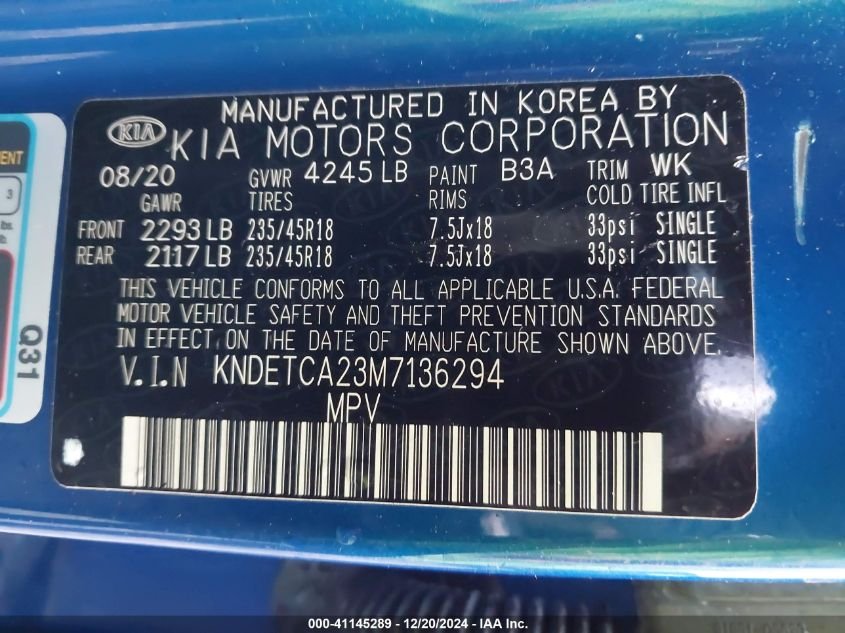 MANUFACTURED IN KOREA BY
KIA KIA MOTORS CORPORATION
08/20 GVWR 4245 LB PAINT B3A TRIM WK
GAWR TIRES RIMS COLD TIRE INFL
FRONT 2293 LB 235/45R18 7.5Jx18 33psi SINGLE
REAR 2117 LB 235/45R18 7.5Jx18 33psi SINGLE
THIS VEHICLE CONFORMS TO ALL APPLICABLE U.S.A. FEDERAL
MOTOR VEHICLE SAFETY AND THEFT PREVENTION STANDARDS
IN EFFECT ON THE DATE OF MANUFACTURE SHOWN ABOVE.
V.I.N KNDETCA23M7136294
MPV
3
lbs.
lb.
Q31
000-41145289 - 12/20/2024 - IAA Inc.